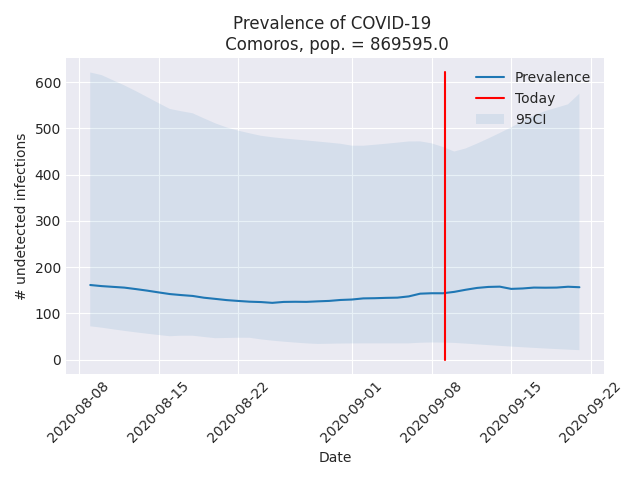 Prevalence of COVID-19
Comoros, pop. = 869595.0
Prevalence
Today
95CI
# undetected infections
600
500
400
300
200
100
0
2020-08-08
2020-08-15
2020-08-22
2020-09-01
2020-09-08
2020-09-15
2020-09-22
Date